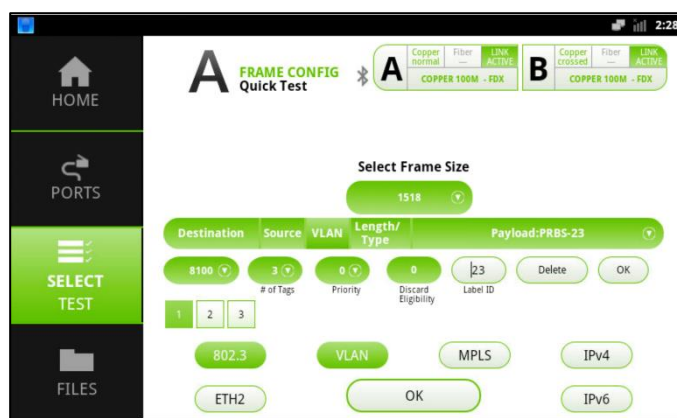 2:28
HOME
PORTS
SELECT
TEST
FILES
A
FRAME CONFIG
Quick Test
A
Copper
normal
Fiber
—
LINK
ACTIVE
COPPER 100M - FDX
B
Copper
crossed
Fiber
—
LINK
ACTIVE
COPPER 100M - FDX
Select Frame Size
1518
Destination Source VLAN Length/
Type Payload:PRBS-23
8100 3 0 0 23 Delete OK
# of Tags Priority Discard
Eligibility Label ID
1 2 3
802.3 VLAN MPLS IPv4
ETH2 OK IPv6